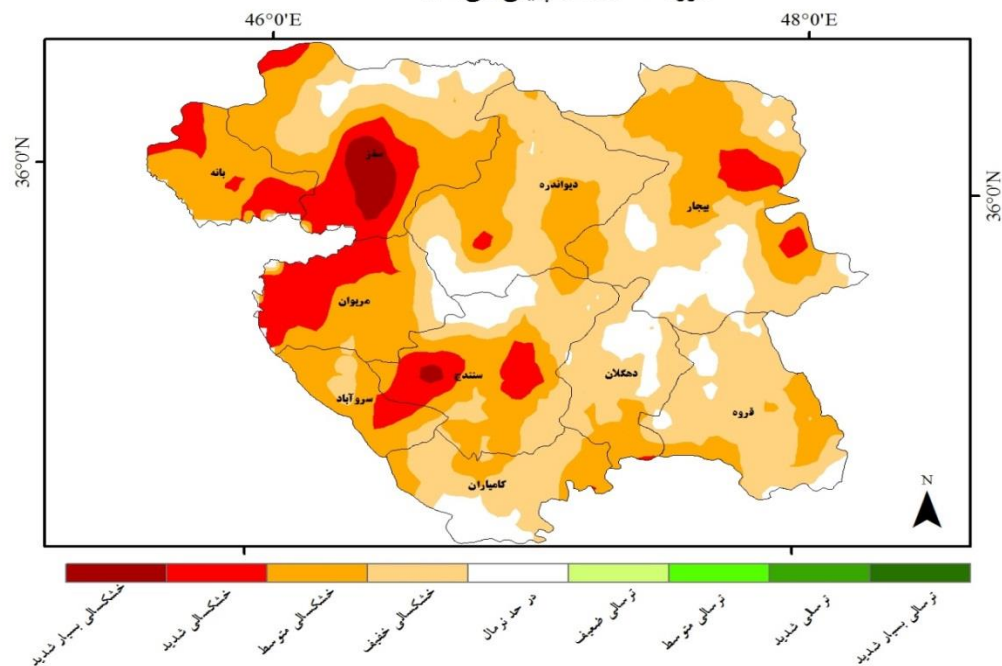 46°0'E
48°0'E
36°0'N
36°0'N
سقز
بانه
دیواندره
بیجار
مریوان
سنندج
دهگلان
سروآباد
قروه
کامیاران
N
خشکسالی بسیار شدید
خشکسالی شدید
خشکسالی متوسط
خشکسالی خفیف
در حد نرمال
ترسالی ضعیف
ترسالی متوسط
ترسالی شدید
ترسالی بسیار شدید